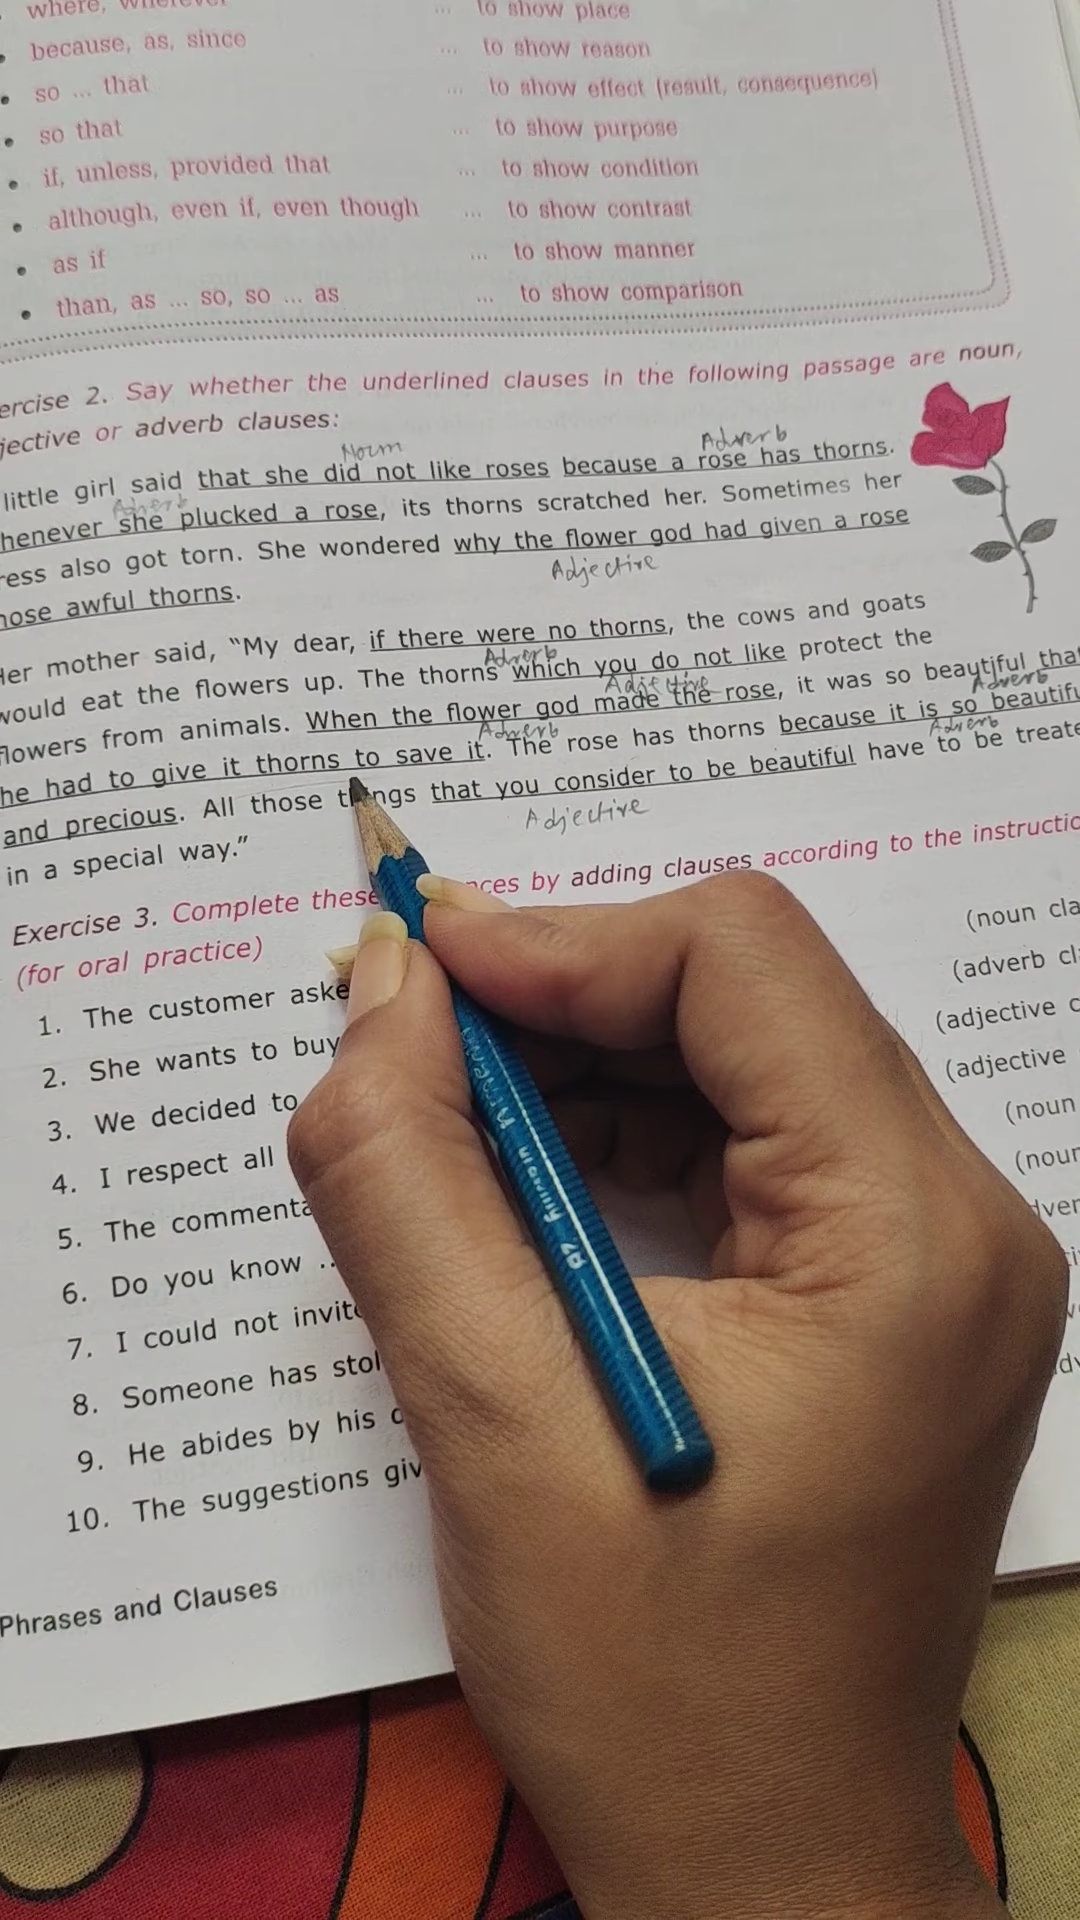 where, wherever ... to show place
because, as, since ... to show reason
so ... that ... to show effect (result, consequence)
so that ... to show purpose
if, unless, provided that ... to show condition
although, even if, even though ... to show contrast
as if ... to show manner
than, as ... so, so ... as ... to show comparison
ercise 2. Say whether the underlined clauses in the following passage are noun,
jective or adverb clauses:
Noun Adverb
little girl said that she did not like roses because a rose has thorns.
Adverb
henever she plucked a rose, its thorns scratched her. Sometimes her
ress also got torn. She wondered why the flower god had given a rose
Adjective
hose awful thorns.
Her mother said, “My dear, if there were no thorns, the cows and goats
Adverb
would eat the flowers up. The thorns which you do not like protect the
Adjective
flowers from animals. When the flower god made the rose, it was so beautiful that
Adverb Adverb
he had to give it thorns to save it. The rose has thorns because it is so beautifu
Adverb
and precious. All those things that you consider to be beautiful have to be treate
Adjective
in a special way.”
Exercise 3. Complete these nces by adding clauses according to the instructio
(for oral practice)
1. The customer aske (noun cla
2. She wants to buy (adverb cl
3. We decided to (adjective c
4. I respect all (adjective
5. The commenta (noun
6. Do you know .. (nour
7. I could not invite dver
8. Someone has stol
9. He abides by his
10. The suggestions giv
Phrases and Clauses